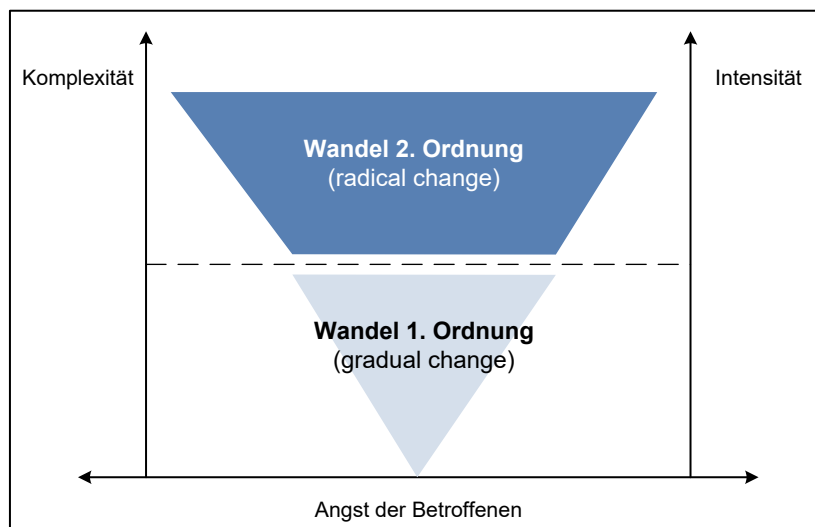 Komplexität
Intensität
Wandel 2. Ordnung
(radical change)
Wandel 1. Ordnung
(gradual change)
Angst der Betroffenen